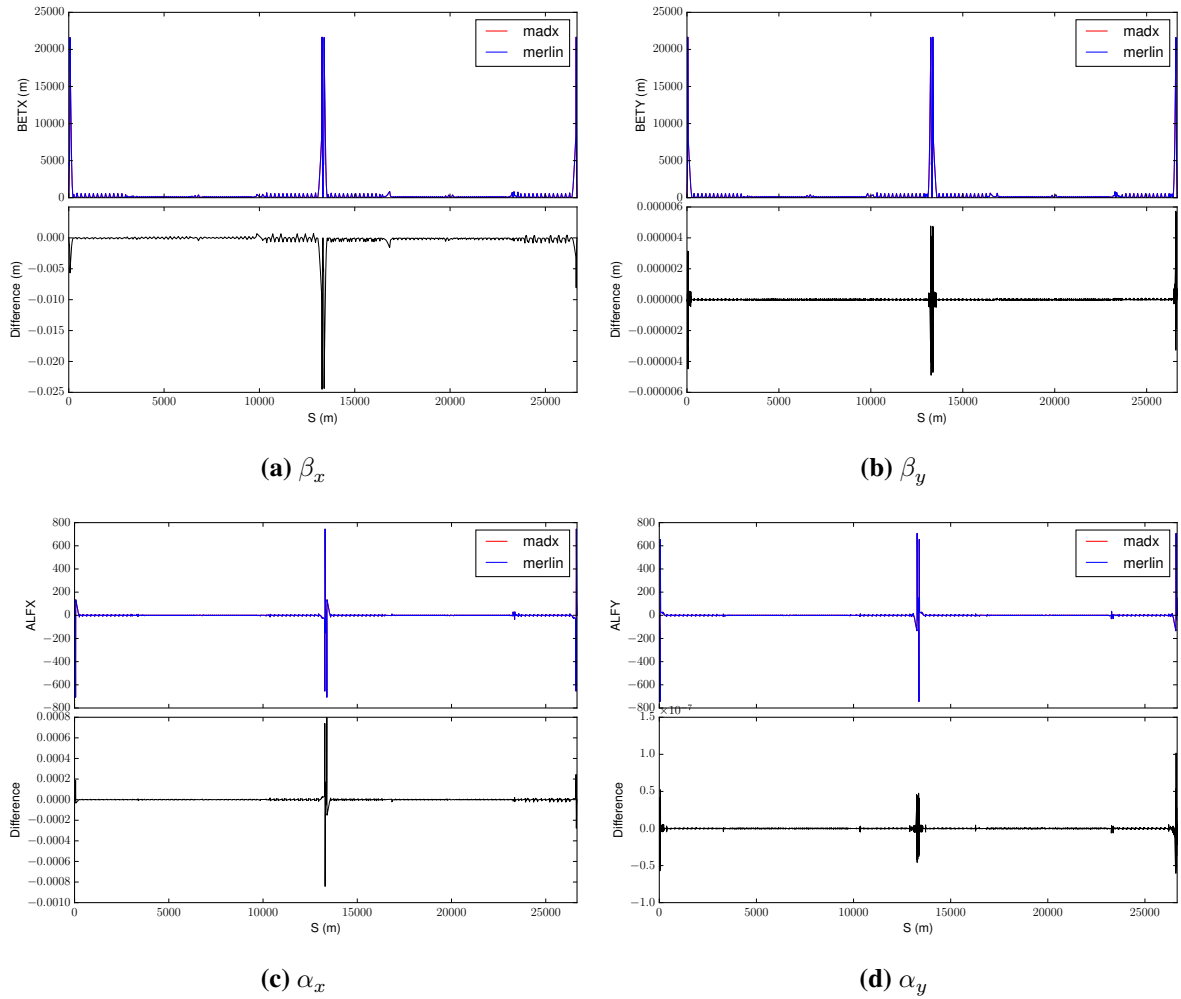 25000
20000
15000
10000
5000
0
BETX (m)
madx
merlin
0.000
−0.005
−0.010
−0.015
−0.020
−0.025
Difference (m)
0 5000 10000 15000 20000 25000
S (m)
(a) βx
25000
20000
15000
10000
5000
0
BETY (m)
madx
merlin
0.000006
0.000004
0.000002
0.000000
−0.000002
−0.000004
−0.000006
Difference (m)
0 5000 10000 15000 20000 25000
S (m)
(b) βy
800
600
400
200
0
−200
−400
−600
−800
ALFX
madx
merlin
0.0008
0.0006
0.0004
0.0002
0.0000
−0.0002
−0.0004
−0.0006
−0.0008
−0.0010
Difference
0 5000 10000 15000 20000 25000
S (m)
(c) αx
800
600
400
200
0
−200
−400
−600
−800
ALFY
madx
merlin
×10−7
1.5
1.0
0.5
0.0
−0.5
−1.0
Difference
0 5000 10000 15000 20000 25000
S (m)
(d) αy